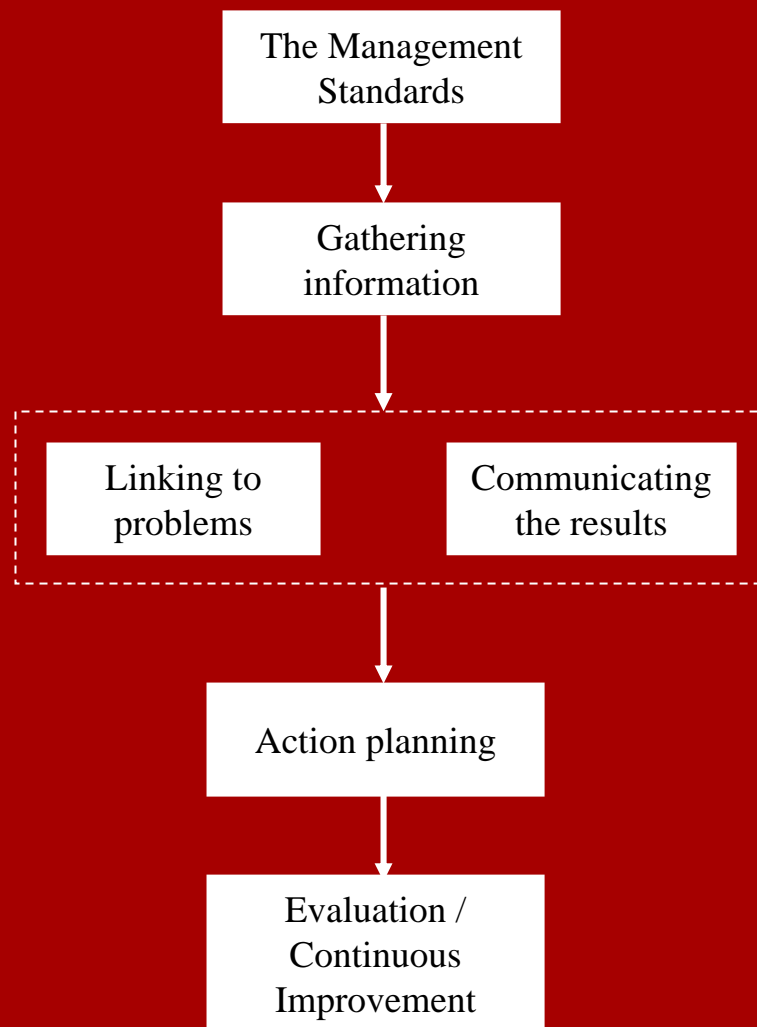 The Management
Standards
Gathering
information
Linking to
problems
Communicating
the results
Action planning
Evaluation /
Continuous
Improvement